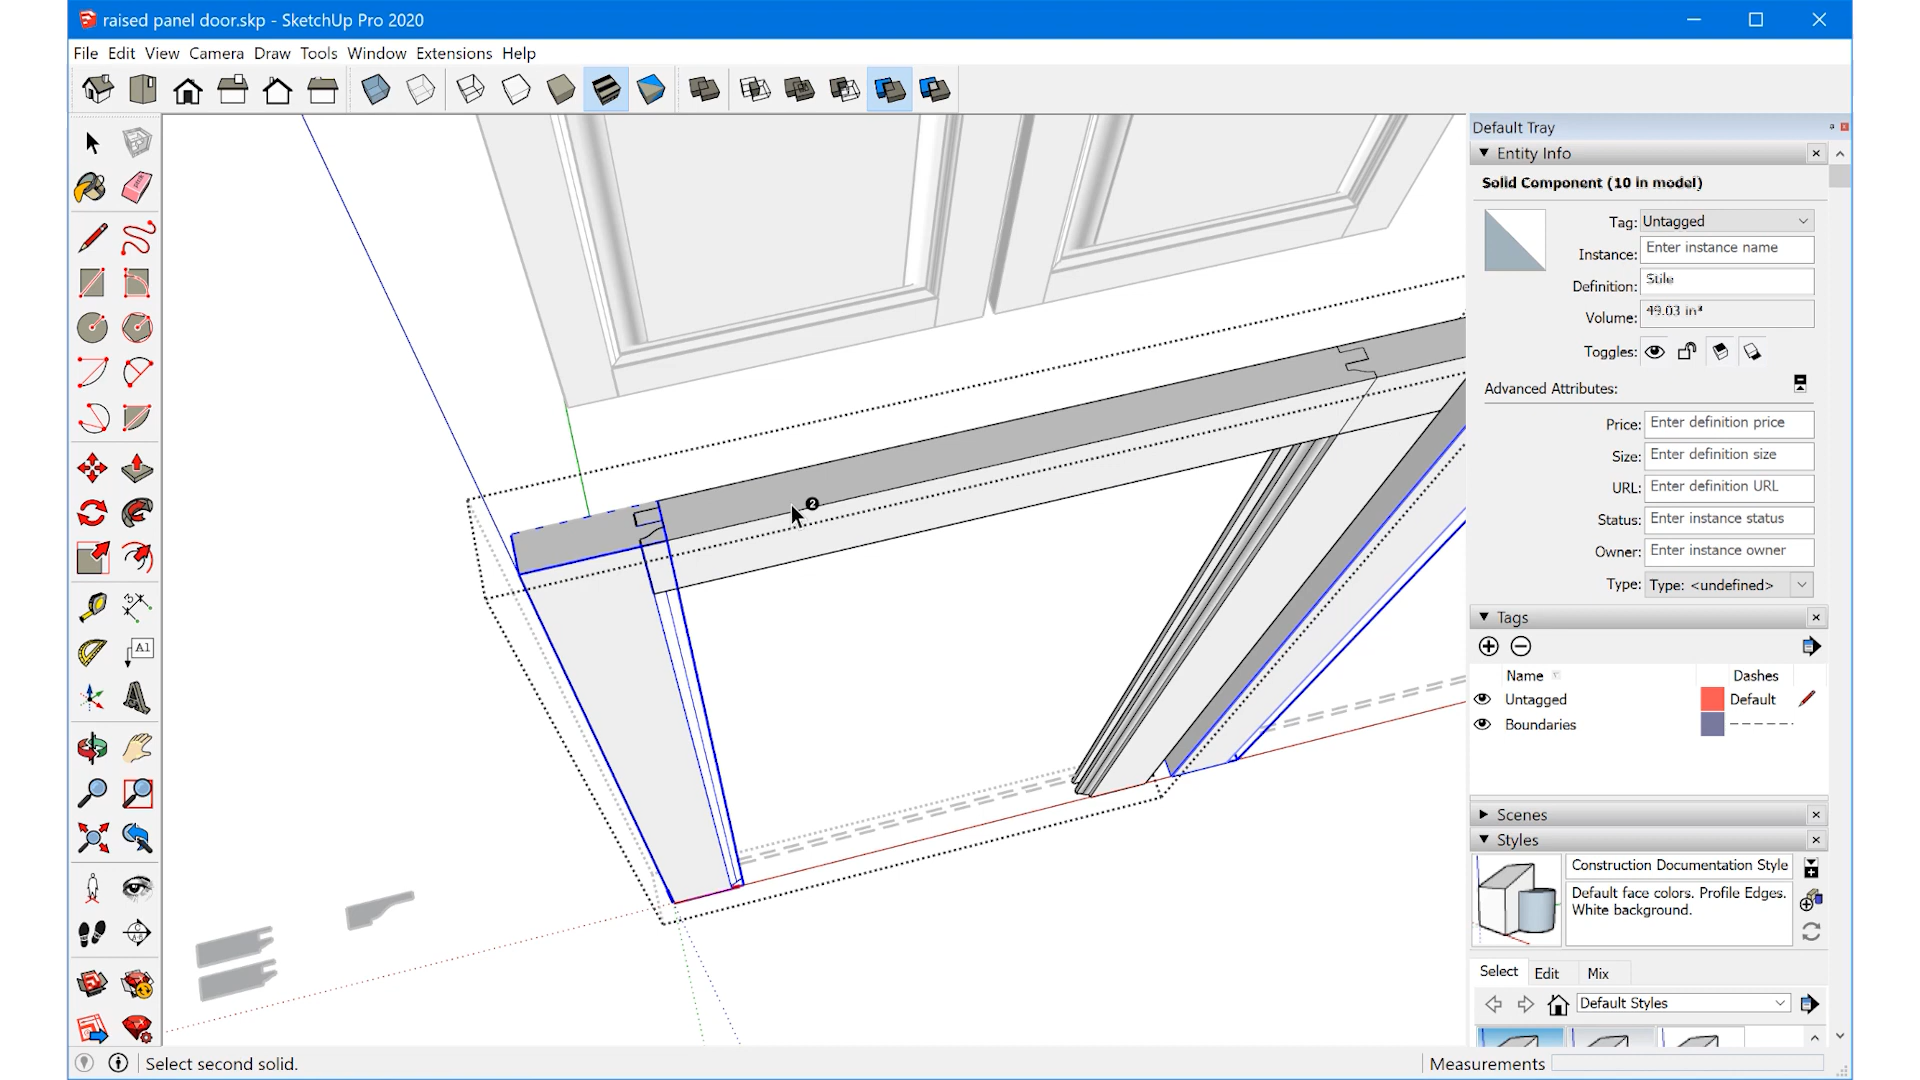 raised panel door.skp - SketchUp Pro 2020
File Edit View Camera Draw Tools Window Extensions Help
Default Tray
Entity Info
Solid Component (10 in model)
Tag: Untagged
Instance: Enter instance name
Definition: Stile
Volume: 49.03 in³
Toggles:
Advanced Attributes:
Price: Enter definition price
Size: Enter definition size
URL: Enter definition URL
Status: Enter instance status
Owner: Enter instance owner
Type: Type: <undefined>
Tags
Name Dashes
Untagged Default
Boundaries
Scenes
Styles
Construction Documentation Style
Default face colors. Profile Edges.
White background.
Select Edit Mix
Default Styles
A1
2
Select second solid.
Measurements